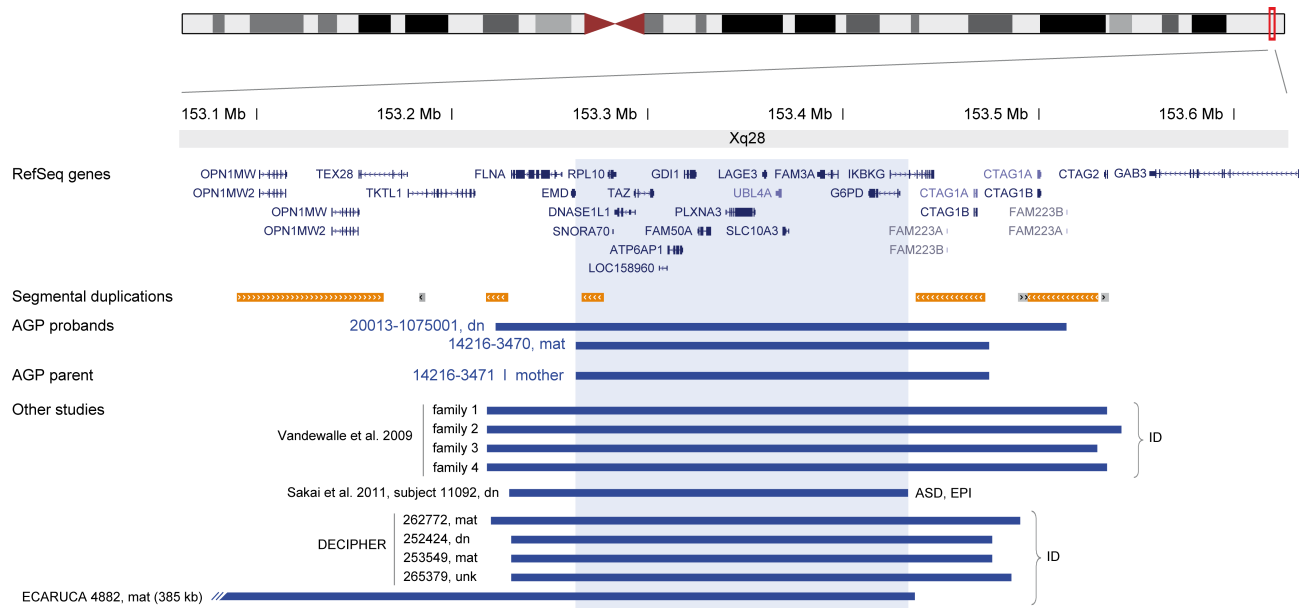 153.1 Mb 153.2 Mb 153.3 Mb 153.4 Mb 153.5 Mb 153.6 Mb
Xq28
RefSeq genes
OPN1MW TEX28 FLNA RPL10 GDI1 LAGE3 FAM3A IKBKG CTAG1A CTAG2 GAB3
OPN1MW2 TKTL1 EMD TAZ UBL4A G6PD CTAG1A CTAG1B
OPN1MW DNASE1L1 PLXNA3 CTAG1B FAM223B
OPN1MW2 SNORA70 FAM50A SLC10A3 FAM223A FAM223A
ATP6AP1 FAM223B
LOC158960
Segmental duplications
AGP probands 20013-1075001, dn
14216-3470, mat
AGP parent 14216-3471 | mother
Other studies
Vandewalle et al. 2009
family 1
family 2
family 3
family 4
ID
Sakai et al. 2011, subject 11092, dn ASD, EPI
DECIPHER
262772, mat
252424, dn
253549, mat
265379, unk
ID
ECARUCA 4882, mat (385 kb)